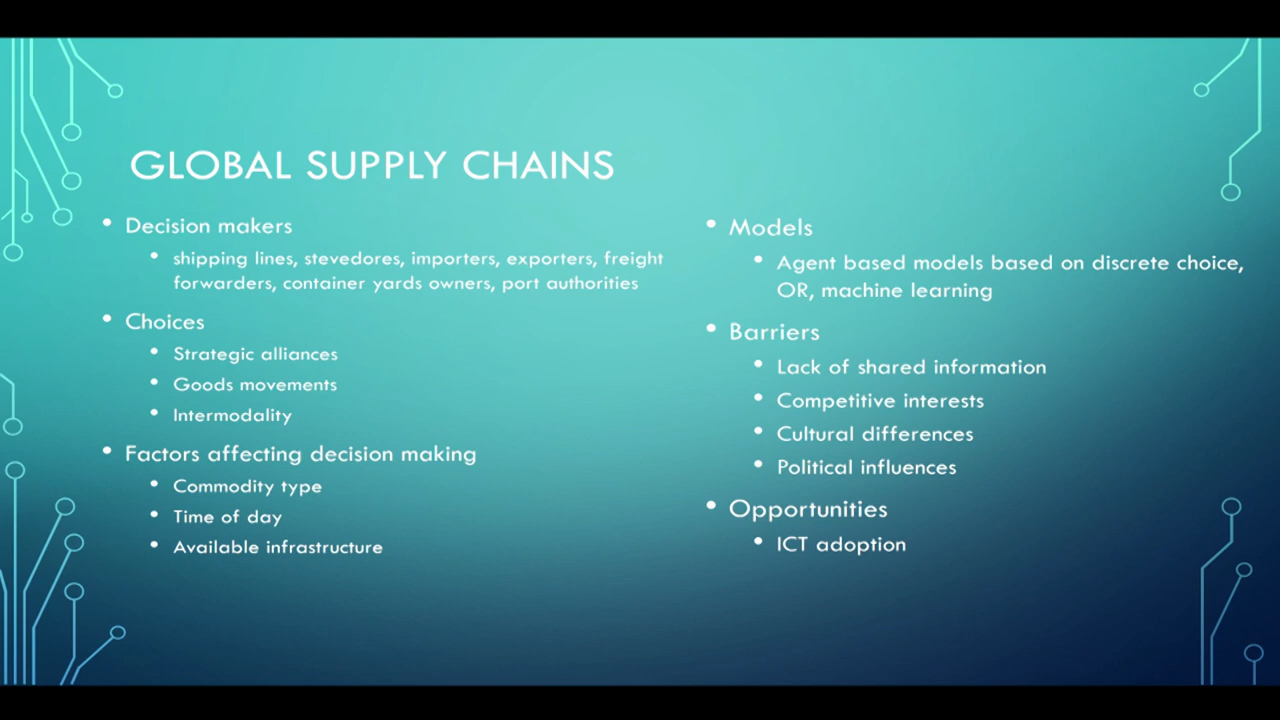 GLOBAL SUPPLY CHAINS
• Decision makers
• shipping lines, stevedores, importers, exporters, freight
forwarders, container yards owners, port authorities
• Choices
• Strategic alliances
• Goods movements
• Intermodality
• Factors affecting decision making
• Commodity type
• Time of day
• Available infrastructure
• Models
• Agent based models based on discrete choice,
OR, machine learning
• Barriers
• Lack of shared information
• Competitive interests
• Cultural differences
• Political influences
• Opportunities
• ICT adoption